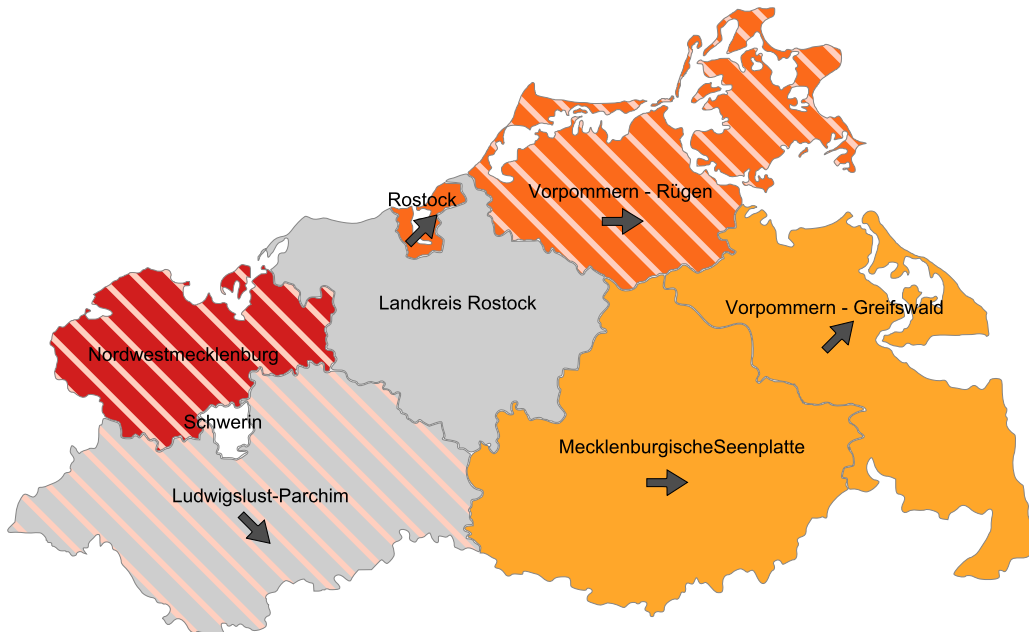 Vorpommern - Rügen
Rostock
Landkreis Rostock
Vorpommern - Greifswald
Nordwestmecklenburg
Schwerin
MecklenburgischeSeenplatte
Ludwigslust-Parchim